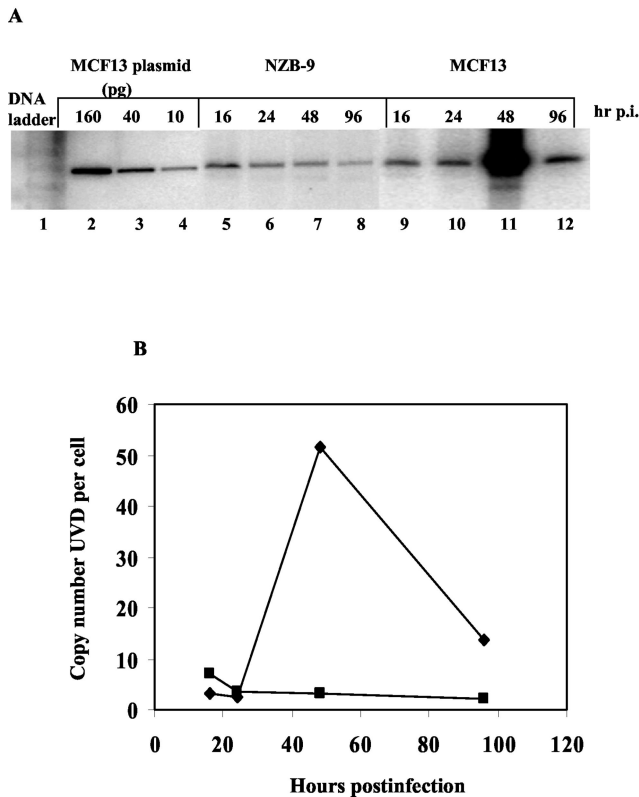 A
MCF13 plasmid NZB-9 MCF13
(pg)
DNA
ladder
160 40 10 16 24 48 96 16 24 48 96 hr p.i.
1 2 3 4 5 6 7 8 9 10 11 12
B
60
50
40
30
20
10
0
Copy number UVD per cell
0 20 40 60 80 100 120
Hours postinfection